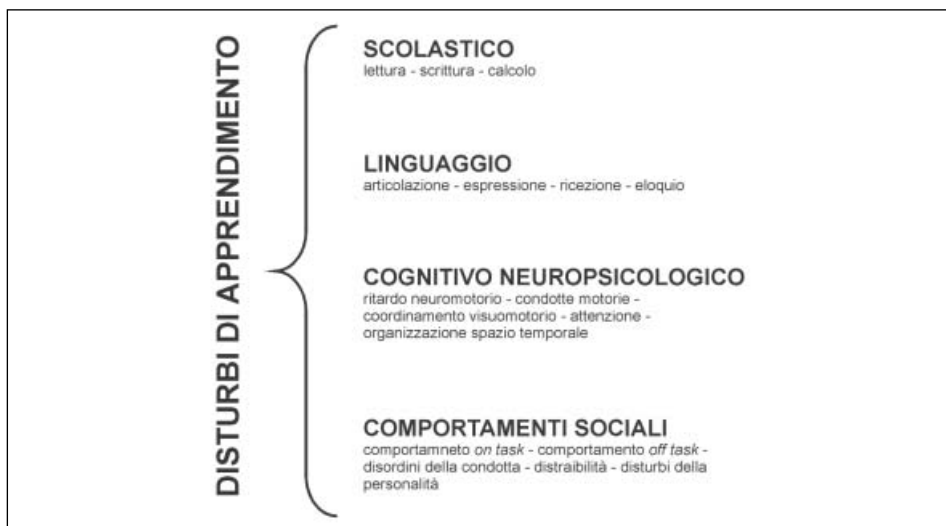 DISTURBI DI APPRENDIMENTO
SCOLASTICO
lettura - scrittura - calcolo
LINGUAGGIO
articolazione - espressione - ricezione - eloquio
COGNITIVO NEUROPSICOLOGICO
ritardo neuromotorio - condotte motorie -
coordinamento visuomotorio - attenzione -
organizzazione spazio temporale
COMPORTAMENTI SOCIALI
comportamneto on task - comportamento off task -
disordini della condotta - distraibilità - disturbi della
personalità